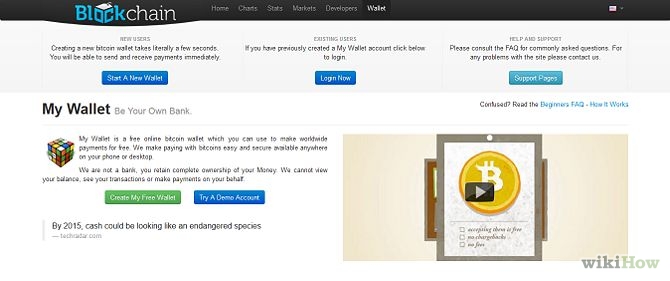 Blockchain
Home Charts Stats Markets Developers Wallet
NEW USERS
Creating a new bitcoin wallet takes literally a few seconds.
You will be able to send and receive payments immediately.
Start A New Wallet
EXISTING USERS
If you have previously created a My Wallet account click below
to login.
Login Now
HELP AND SUPPORT
Please consult the FAQ for commonly asked questions. For
any problems with the site please contact us.
Support Pages
My Wallet Be Your Own Bank.
Confused? Read the Beginners FAQ - How It Works
My Wallet is a free online bitcoin wallet which you can use to make worldwide
payments for free. We make paying with bitcoins easy and secure available anywhere
on your phone or desktop.
We are not a bank, you retain complete ownership of your Money. We cannot view
your balance, see your transactions or make payments on your behalf.
Create My Free Wallet
Try A Demo Account
By 2015, cash could be looking like an endangered species
— techradar.com
accepting them is free
no chargebacks
no fees
wikiHow